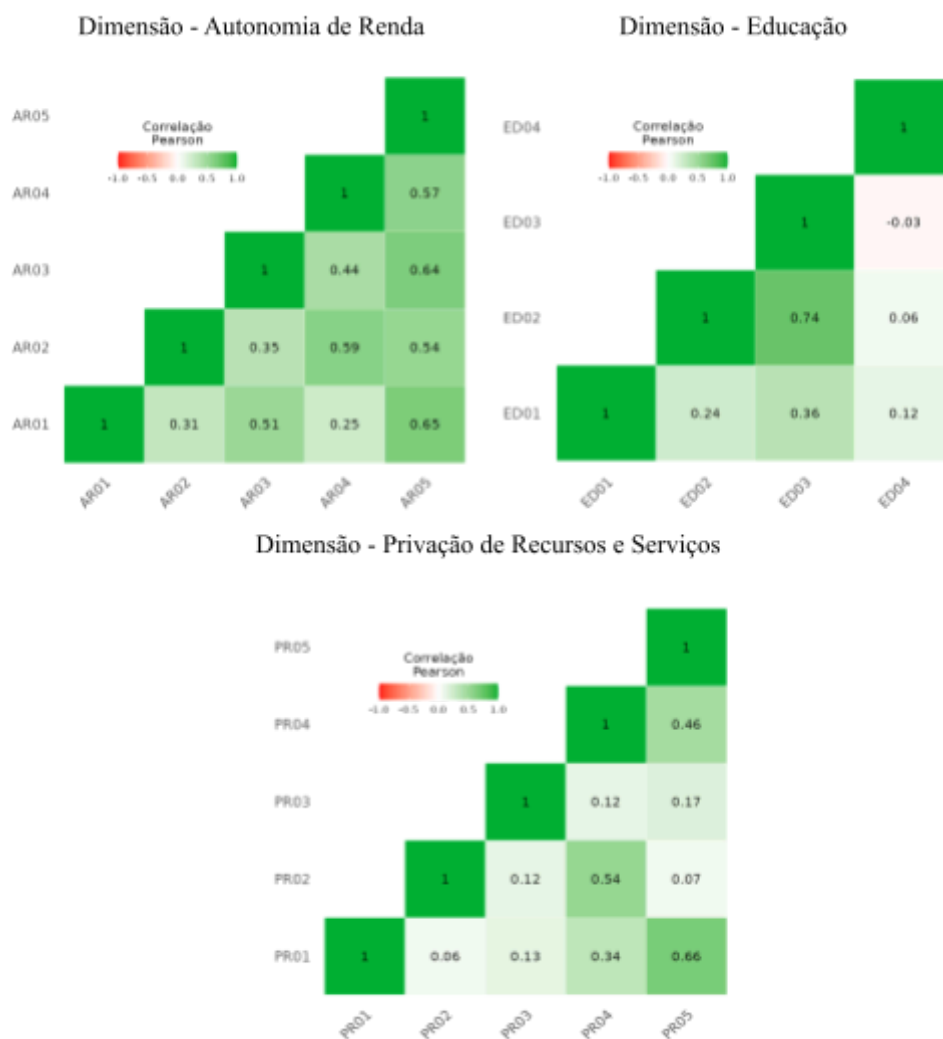 Dimensão - Autonomia de Renda
Correlação
Pearson
-1.0 -0.5 0.0 0.5 1.0
AR05 1
AR04 1 0.57
AR03 1 0.44 0.64
AR02 1 0.35 0.59 0.54
AR01 1 0.31 0.51 0.25 0.65
AR01 AR02 AR03 AR04 AR05
Dimensão - Educação
Correlação
Pearson
-1.0 -0.5 0.0 0.5 1.0
ED04 1
ED03 1 -0.03
ED02 1 0.74 0.06
ED01 1 0.24 0.36 0.12
ED01 ED02 ED03 ED04
Dimensão - Privação de Recursos e Serviços
Correlação
Pearson
-1.0 -0.5 0.0 0.5 1.0
PR05 1
PR04 1 0.46
PR03 1 0.12 0.17
PR02 1 0.12 0.54 0.07
PR01 1 0.06 0.13 0.34 0.66
PR01 PR02 PR03 PR04 PR05